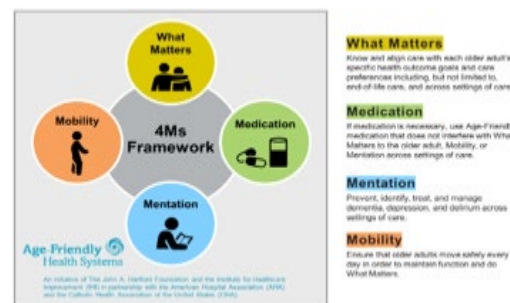 What
Matters
Mobility
4Ms
Framework
Medication
Mentation
Age-Friendly
Health Systems
An initiative of The John A. Hartford Foundation and the Institute for Healthcare
Improvement (IHI) in partnership with the American Hospital Association (AHA)
and the Catholic Health Association of the United States (CHA).
What Matters
Know and align care with each older adult's
specific health outcome goals and care
preferences including, but not limited to,
end-of-life care, and across settings of care.
Medication
If medication is necessary, use Age-Friendly
medication that does not interfere with What
Matters to the older adult, Mobility, or
Mentation across settings of care.
Mentation
Prevent, identify, treat, and manage
dementia, depression, and delirium across
settings of care.
Mobility
Ensure that older adults move safely every
day in order to maintain function and do
What Matters.